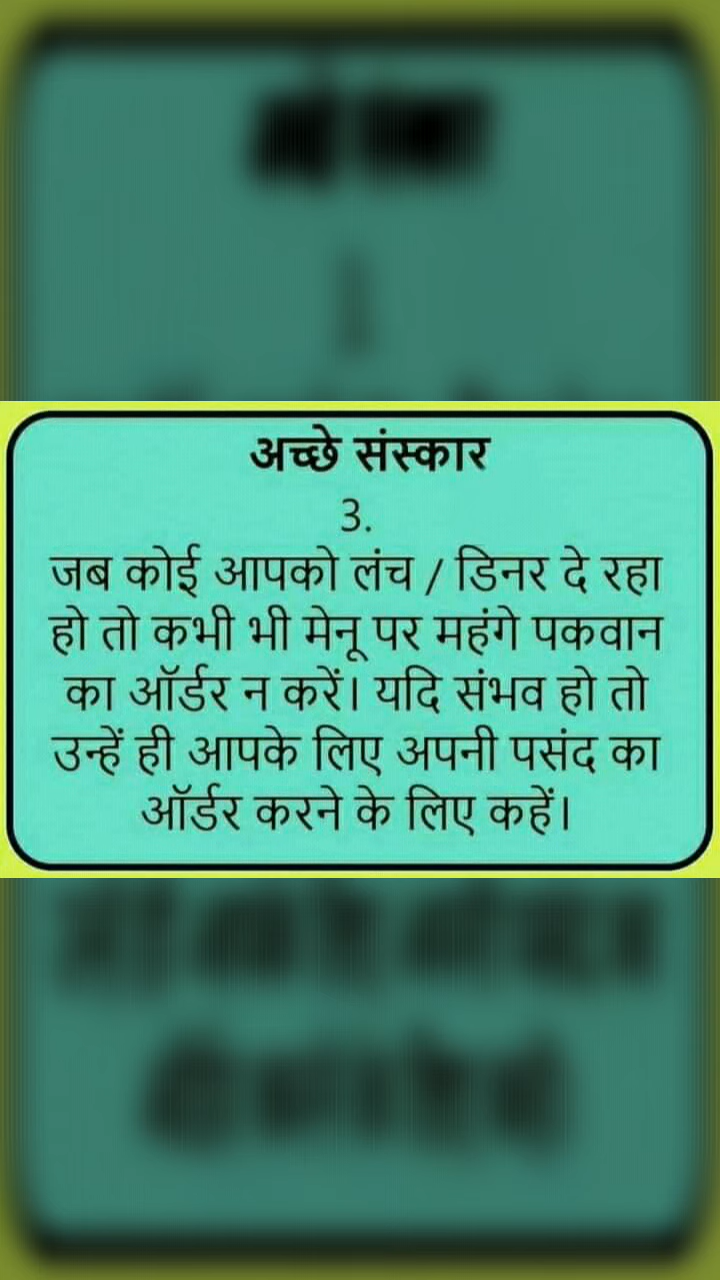 अच्छे संस्कार
3.
जब कोई आपको लंच / डिनर दे रहा
हो तो कभी भी मेनू पर महंगे पकवान
का ऑर्डर न करें। यदि संभव हो तो
उन्हें ही आपके लिए अपनी पसंद का
ऑर्डर करने के लिए कहें।